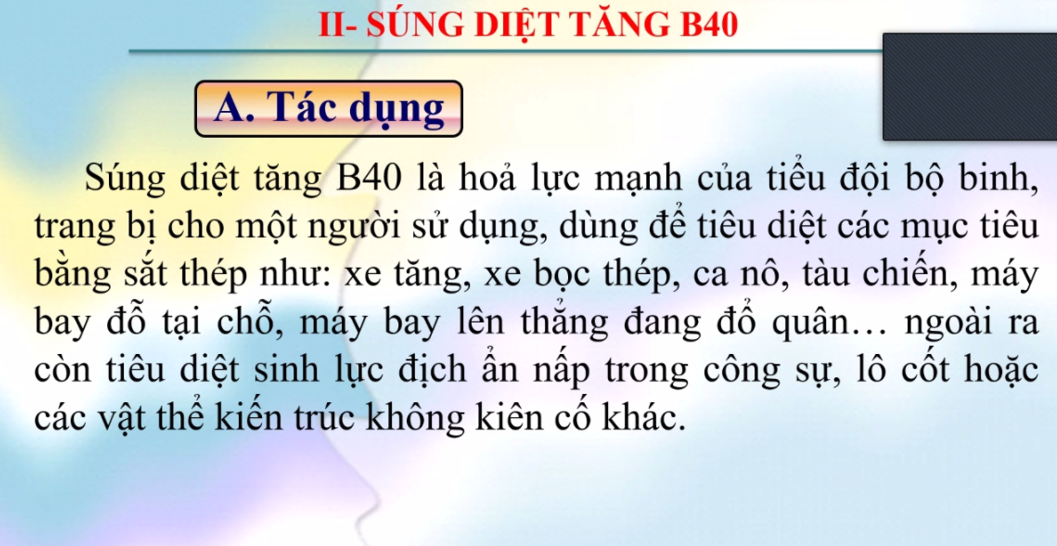 II- SÚNG DIỆT TĂNG B40
A. Tác dụng
Súng diệt tăng B40 là hoả lực mạnh của tiểu đội bộ binh,
trang bị cho một người sử dụng, dùng để tiêu diệt các mục tiêu
bằng sắt thép như: xe tăng, xe bọc thép, ca nô, tàu chiến, máy
bay đỗ tại chỗ, máy bay lên thẳng đang đổ quân... ngoài ra
còn tiêu diệt sinh lực địch ẩn nấp trong công sự, lô cốt hoặc
các vật thể kiến trúc không kiên cố khác.